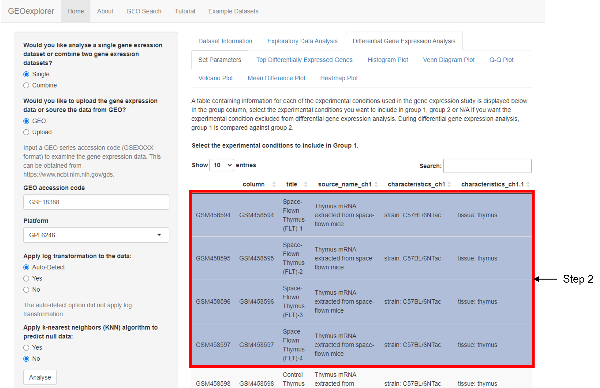 GEOexplorer Home About GEO Search Tutorial Example Datasets
Would you like analyse a single gene exression
dataset or combine two gene exression
datasets?
Single
Combine
Would you like to upload the gene expression
data or source the data from GEO?
GEO
Upload
Input a GEO series accession code (GSEXXXX
format) to examine the gene expression data. This
can be obtained from
https://www.ncbi.nlm.nih.gov/gds.
GEO accession code
GSE18388
Platform
GPL6246
Apply log transformation to the data:
Auto-Detect
Yes
No
The auto-detect option did not apply log
transformation
Apply k-nearest neighbors (KNN) algorithm to
predict null data:
Yes
No
Analyse
Dataset Information Exploratory Data Analysis Differential Gene Expression Analysis
Set Parameters Top Differentially Expressed Genes Histogram Plot Venn Diagram Plot Q-Q Plot
Volcano Plot Mean Difference Plot Heatmap Plot
A table containing information for each of the experimental conditions used in the gene expression study is displayed below
In the group column, select the experimental conditions you want to include in group 1, group 2 or N/A if you want the
experimental condition excluded from differential gene expression analysis. During differential gene expression analysis,
group 1 is compared against group 2.
Select the experimental conditions to include in Group 1.
Show 10 entries Search:
column title source_name_ch1 characteristics_ch1 characteristics_ch1.1
GSM458594 GSM458594 Space-Flown Thymus (FLT)-1 Thymus mRNA extracted from space-flown mice strain: C57BL/6NTac tissue: thymus
GSM458595 GSM458595 Space-Flown Thymus (FLT)-2 Thymus mRNA extracted from space-flown mice strain: C57BL/6NTac tissue: thymus
GSM458596 GSM458596 Space-Flown Thymus (FLT)-3 Thymus mRNA extracted from space-flown mice strain: C57BL/6NTac tissue: thymus
GSM458597 GSM458597 Space-Flown Thymus (FLT)-4 Thymus mRNA extracted from space-flown mice strain: C57BL/6NTac tissue: thymus
GSM458598 GSM458598 Control Thymus Thymus mRNA extracted from strain: C57BL/6NTac tissue: thymus
Step 2